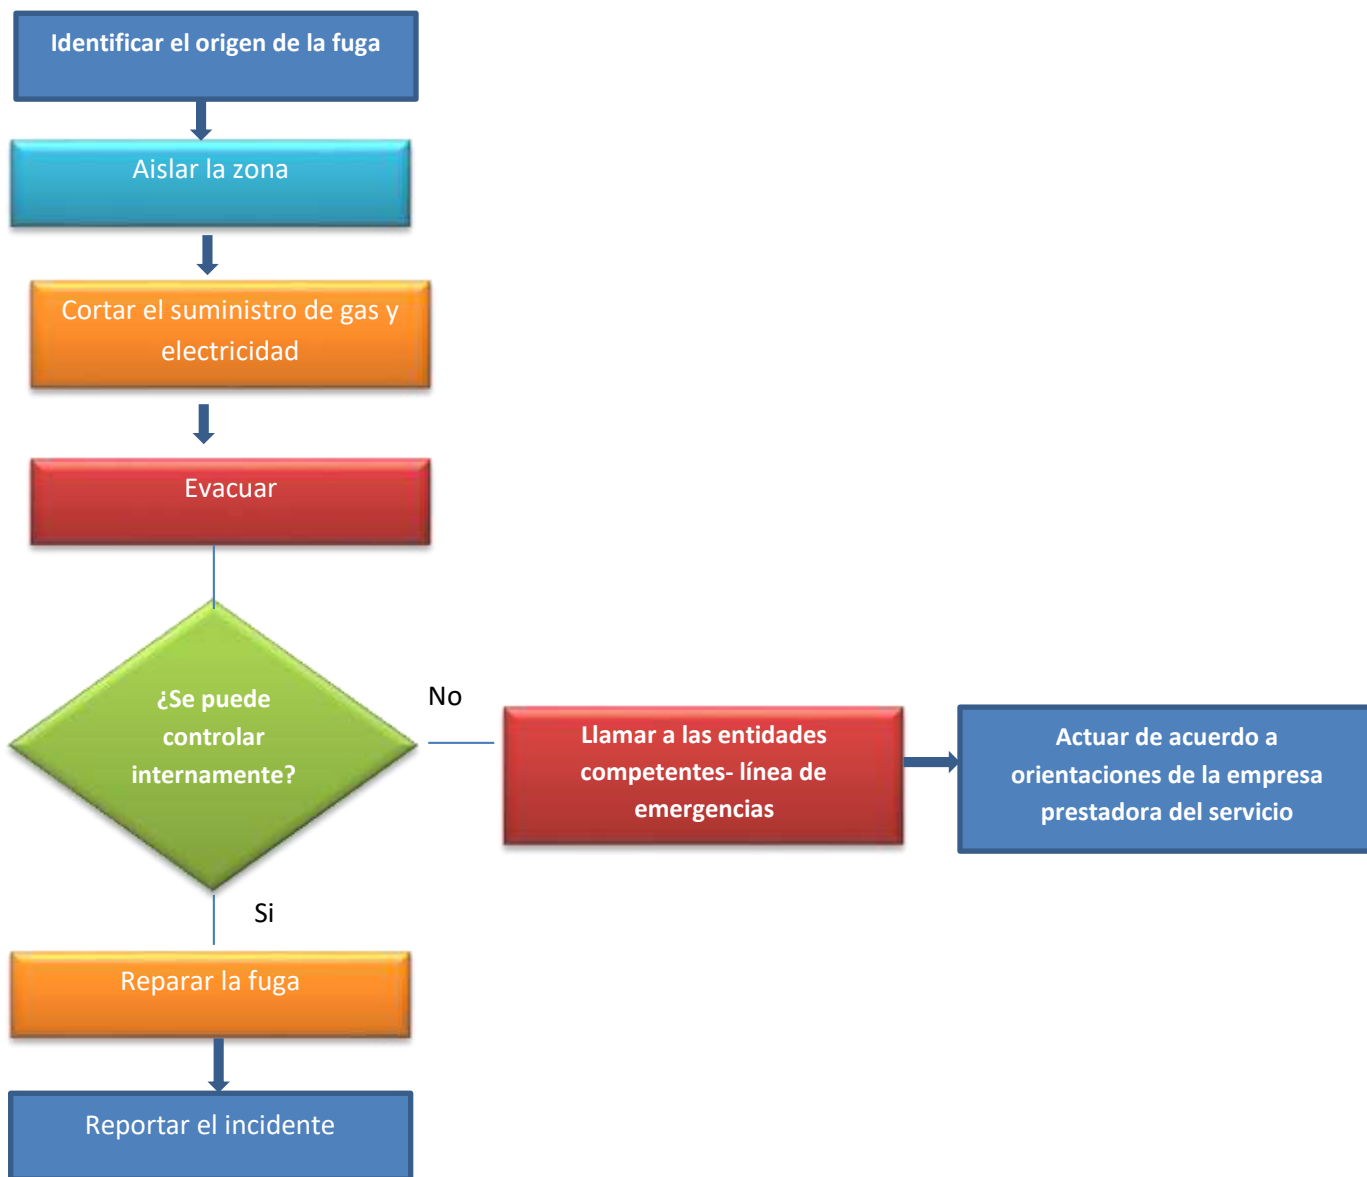 Identificar el origen de la fuga
Aislar la zona
Cortar el suministro de gas y
electricidad
Evacuar
¿Se puede
controlar
internamente?
No
Llamar a las entidades
competentes- línea de
emergencias
Actuar de acuerdo a
orientaciones de la empresa
prestadora del servicio
Si
Reparar la fuga
Reportar el incidente